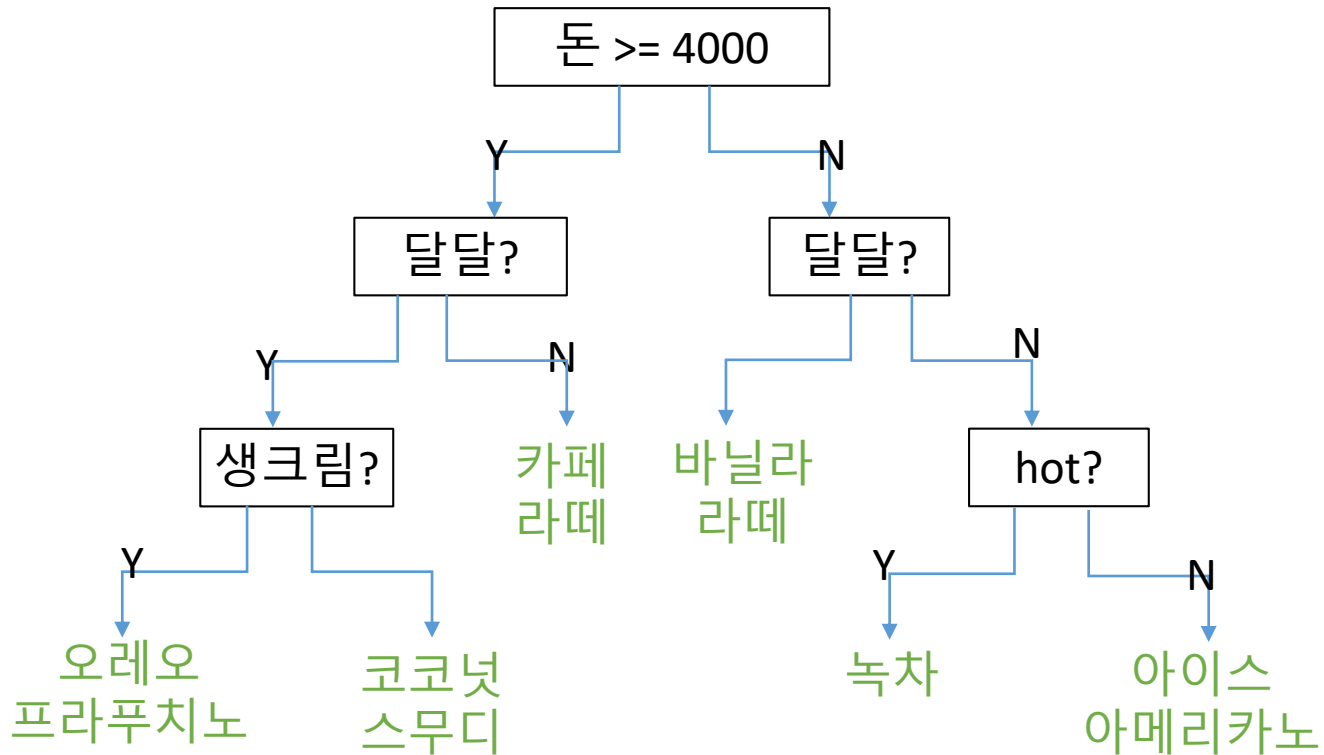 돈 >= 4000
Y
N
달달?
달달?
Y
N
N
생크림?
카페
라떼
바닐라
라떼
hot?
Y
Y
N
오레오
프라푸치노
코코넛
스무디
녹차
아이스
아메리카노